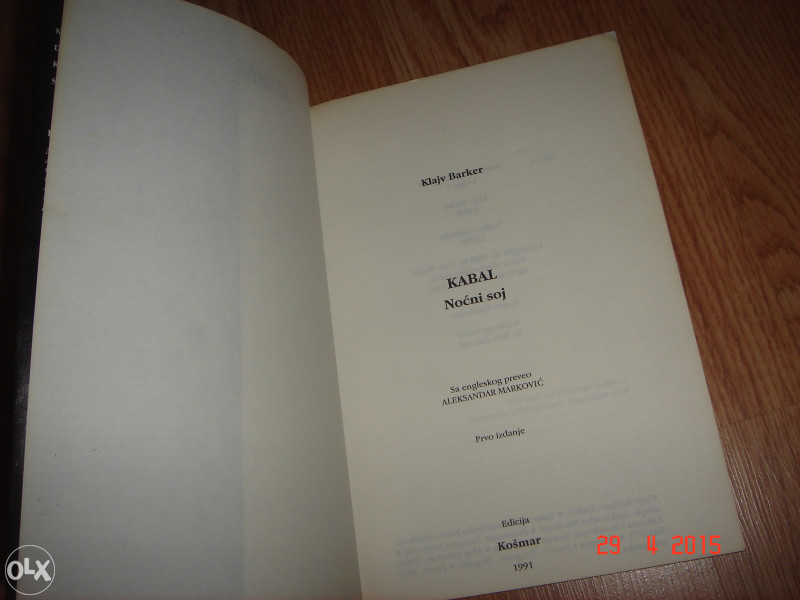 Klajv Barker
KABAL
Noćni soj
Sa engleskog preveo
ALEKSANDAR MARKOVIĆ
Prvo izdanje
Edicija
Košmar
1991
29 4 2015
OLX